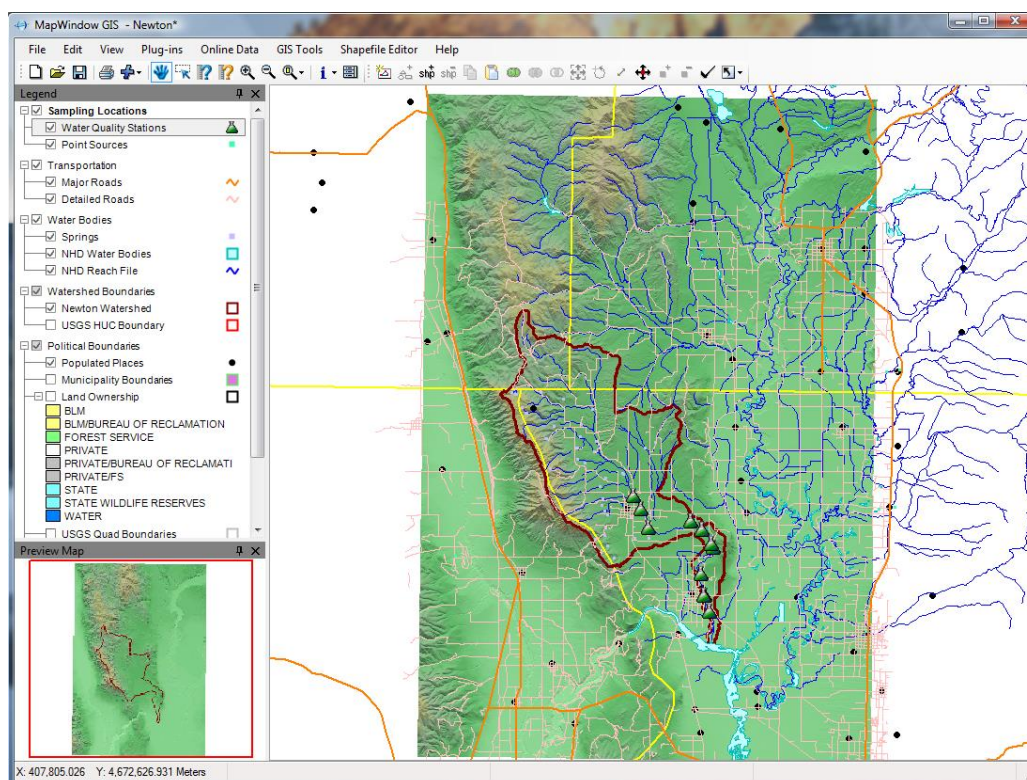 MapWindow GIS - Newton*
File Edit View Plug-ins Online Data GIS Tools Shapefile Editor Help
shp shp
Legend
Sampling Locations
Water Quality Stations
Point Sources
Transportation
Major Roads
Detailed Roads
Water Bodies
Springs
NHD Water Bodies
NHD Reach File
Watershed Boundaries
Newton Watershed
USGS HUC Boundary
Political Boundaries
Populated Places
Municipality Boundaries
Land Ownership
BLM
BLM/BUREAU OF RECLAMATION
FOREST SERVICE
PRIVATE
PRIVATE/BUREAU OF RECLAMATI
PRIVATE/FS
STATE
STATE WILDLIFE RESERVES
WATER
USGS Quad Boundaries
Preview Map
X: 407,805.026 Y: 4,672,626.931 Meters